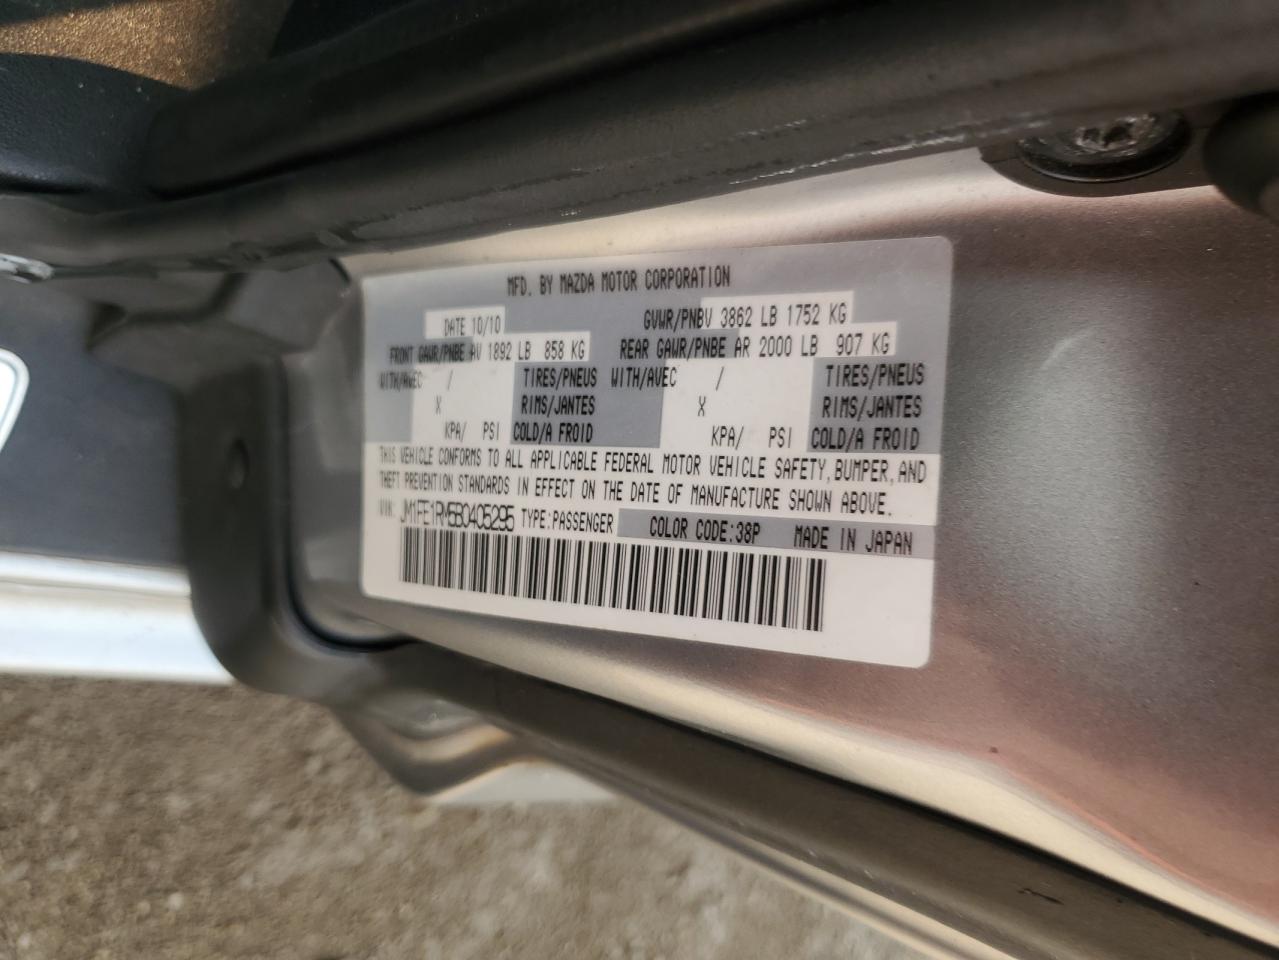 MFD. BY MAZDA MOTOR CORPORATION
DATE 10/10 GVWR/PNBV 3862 LB 1752 KG
FRONT GAWR/PNBE AV 1892 LB 858 KG REAR GAWR/PNBE AR 2000 LB 907 KG
WITH/AVEC / TIRES/PNEUS WITH/AVEC / TIRES/PNEUS
X RIMS/JANTES X RIMS/JANTES
KPA/ PSI COLD/A FROID KPA/ PSI COLD/A FROID
THIS VEHICLE CONFORMS TO ALL APPLICABLE FEDERAL MOTOR VEHICLE SAFETY, BUMPER, AND
THEFT PREVENTION STANDARDS IN EFFECT ON THE DATE OF MANUFACTURE SHOWN ABOVE.
VIN: JM1FE1RM5B0405295 TYPE:PASSENGER COLOR CODE:38P MADE IN JAPAN